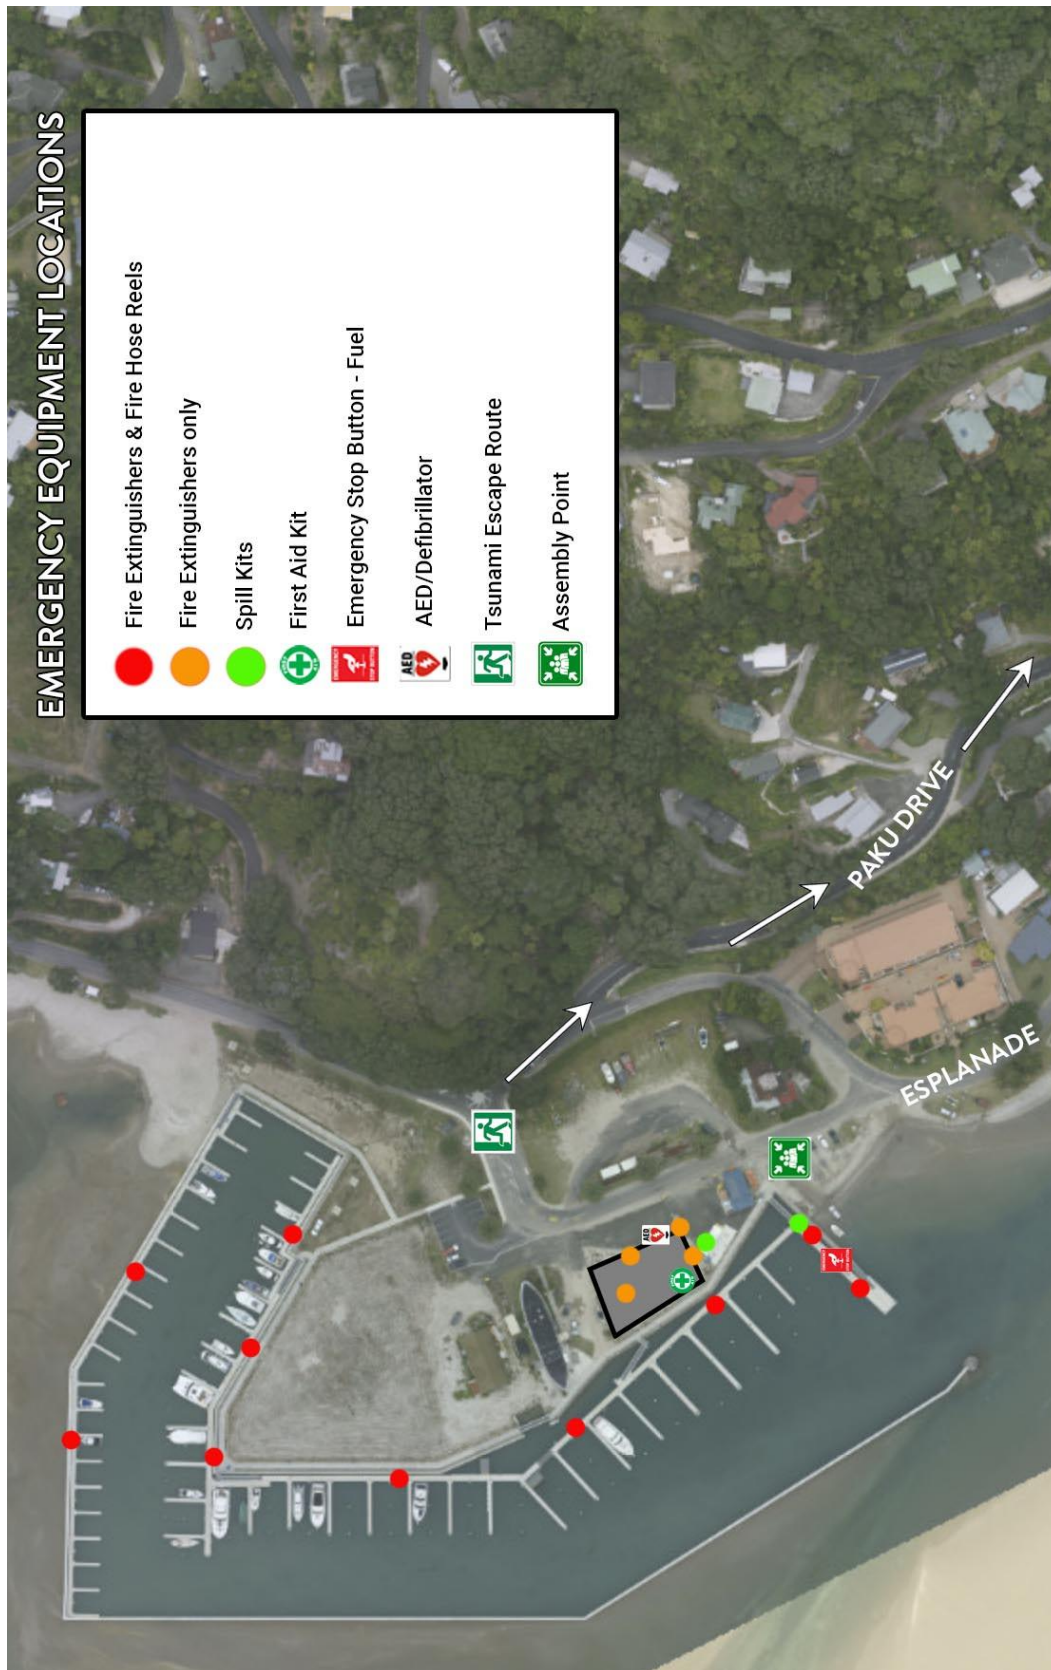 EMERGENCY EQUIPMENT LOCATIONS
Fire Extinguishers & Fire Hose Reels
Fire Extinguishers only
Spill Kits
First Aid Kit
Emergency Stop Button - Fuel
AED
AED/Defibrillator
Tsunami Escape Route
Assembly Point
AED
PAKU DRIVE
ESPLANADE